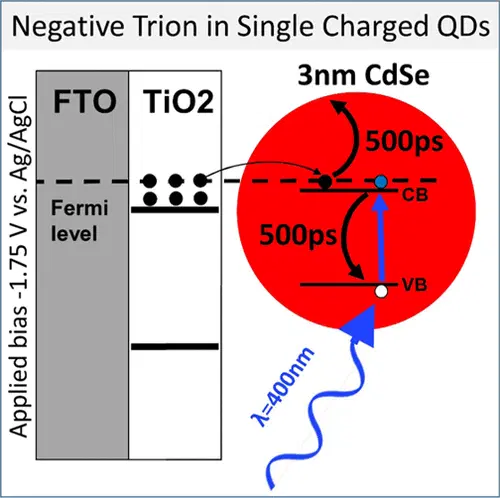 Negative Trion in Single Charged QDs
Applied bias -1.75 V vs. Ag/AgCl
FTO
TiO2
Fermi
level
3nm CdSe
500ps
CB
500ps
VB
λ=400nm